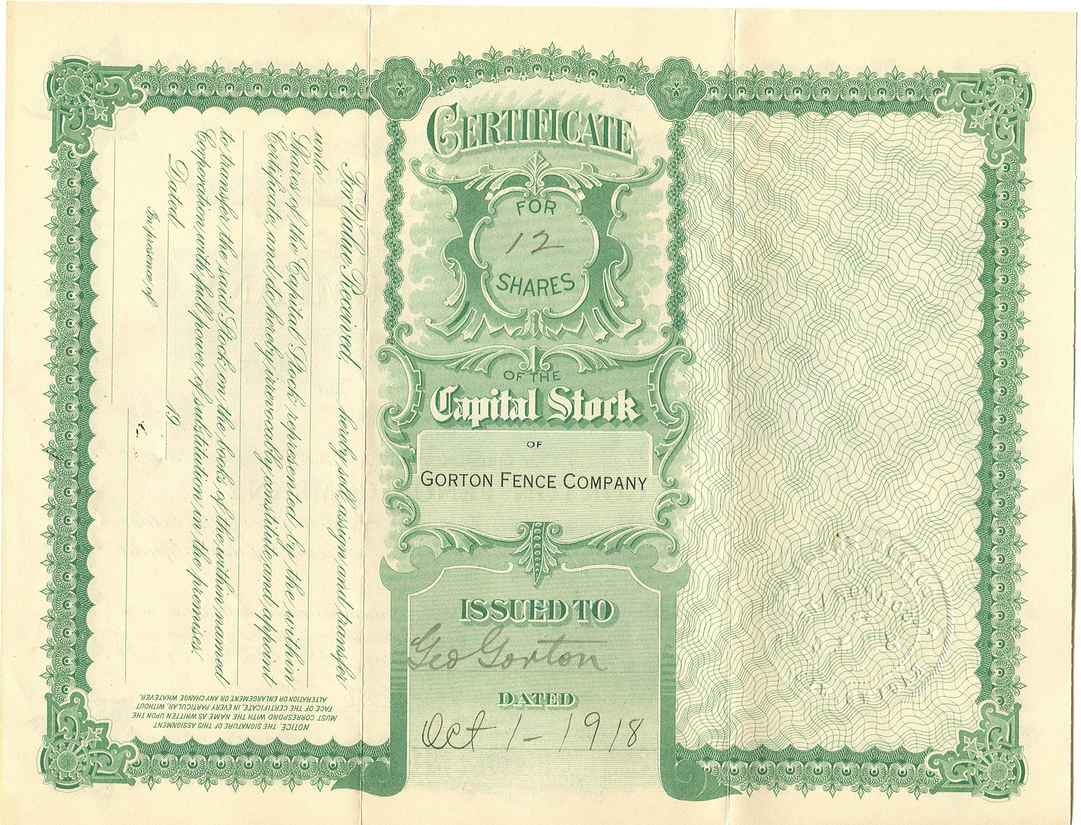 CERTIFICATE
FOR
12
SHARES
OF THE
Capital Stock
OF
GORTON FENCE COMPANY
ISSUED TO
Geo Gorton
DATED
Oct 1 - 1918
For Value Received, hereby sell, assign and transfer
unto
Shares of the Capital Stock represented by the within
Certificate, and do hereby irrevocably constitute and appoint
to transfer the said Stock on the books of the within named
Corporation, with full power of substitution in the premises.
Dated 19
In presence of
NOTICE. THE SIGNATURE OF THIS ASSIGNMENT
MUST CORRESPOND WITH THE NAME AS WRITTEN UPON THE
FACE OF THE CERTIFICATE, IN EVERY PARTICULAR, WITHOUT
ALTERATION OR ENLARGEMENT OR ANY CHANGE WHATEVER.